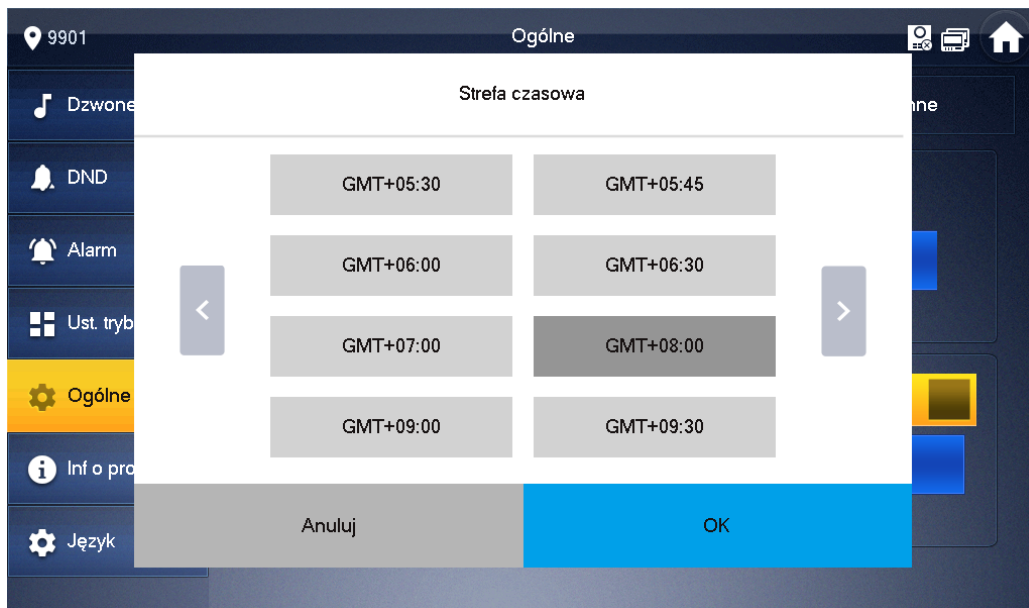 9901
Ogólne
Strefa czasowa
Dzwone
nne
DND
Alarm
Ust. tryb
Ogólne
Inf o pro
Język
GMT+05:30
GMT+05:45
GMT+06:00
GMT+06:30
GMT+07:00
GMT+08:00
GMT+09:00
GMT+09:30
Anuluj
OK